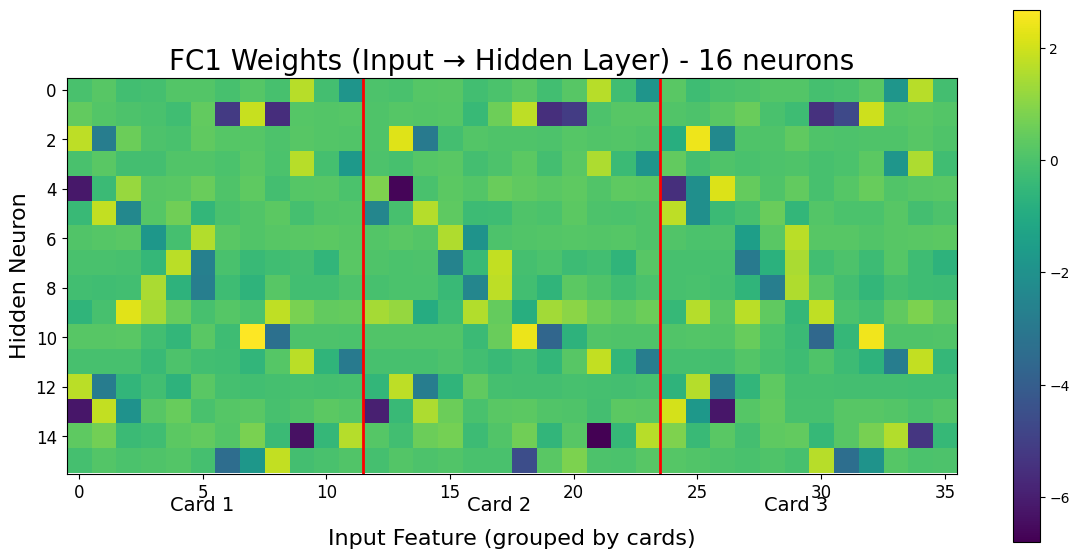 FC1 Weights (Input → Hidden Layer) - 16 neurons
Hidden Neuron
0
2
4
6
8
10
12
14
0 5 10 15 20 25 30 35
Card 1 Card 2 Card 3
Input Feature (grouped by cards)
2
0
−2
−4
−6